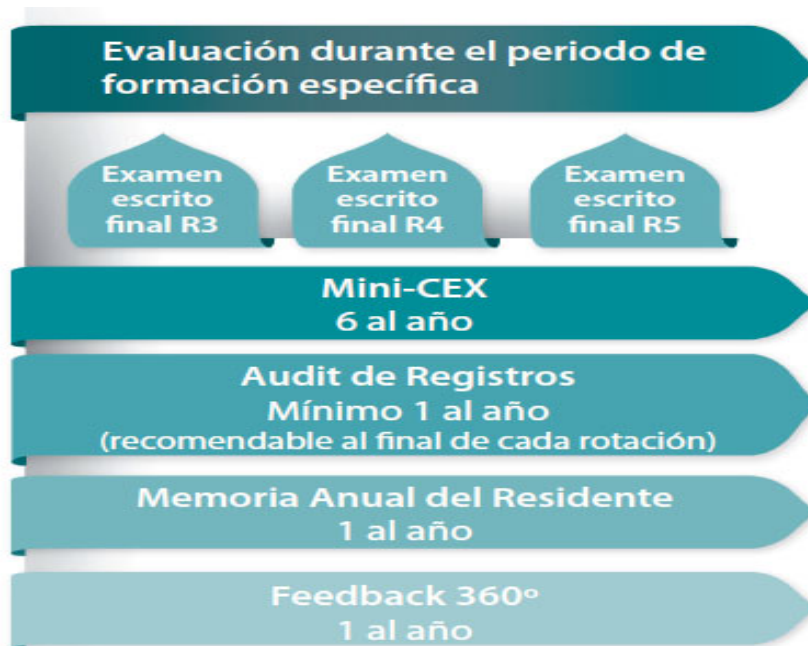 Evaluación durante el periodo de
formación específica
Examen
escrito
final R3
Examen
escrito
final R4
Examen
escrito
final R5
Mini-CEX
6 al año
Audit de Registros
Mínimo 1 al año
(recomendable al final de cada rotación)
Memoria Anual del Residente
1 al año
Feedback 360º
1 al año